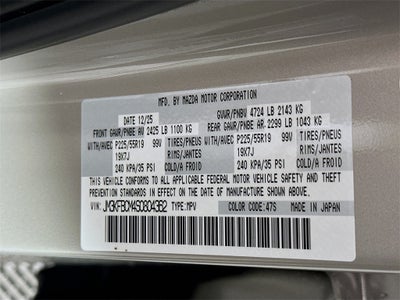 MFG. BY MAZDA MOTOR CORPORATION
DATE 12/25 GVWR/PNBV 4724 LB 2143 KG
FRONT GAWR/PNBE AV 2425 LB 1100 KG REAR GAWR/PNBE AR 2299 LB 1043 KG
WITH/AVEC P225/55R19 99V TIRES/PNEUS WITH/AVEC P225/55R19 99V TIRES/PNEUS
19X7J RIMS/JANTES 19X7J RIMS/JANTES
240 KPA/35 PSI COLD/A FROID 240 KPA/35 PSI COLD/A FROID
THIS VEHICLE CONFORMS TO ALL APPLICABLE FEDERAL MOTOR VEHICLE SAFETY, BUMPER, AND
THEFT PREVENTION STANDARDS IN EFFECT ON THE DATE OF MANUFACTURE SHOWN ABOVE.
VIN: TYPE: MPV COLOR CODE: 47S MADE IN JAPAN